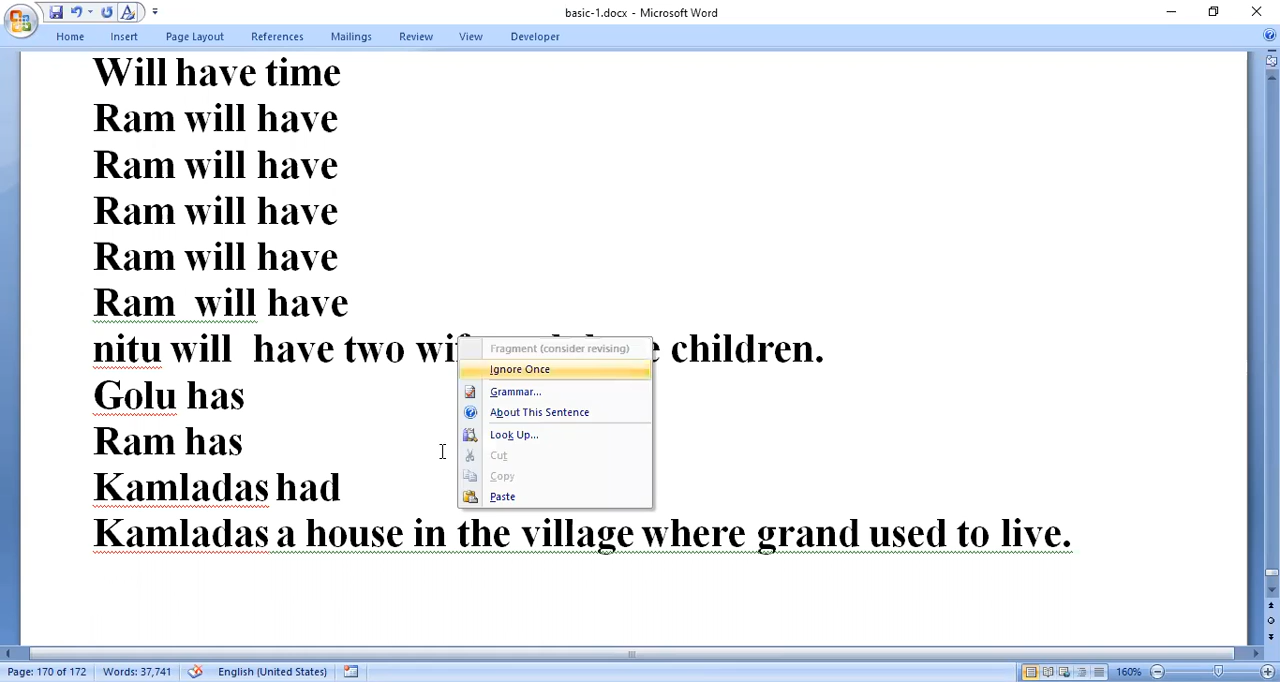 basic-1.docx - Microsoft Word
Home Insert Page Layout References Mailings Review View Developer
Will have time
Ram will have
Ram will have
Ram will have
Ram will have
Ram  will have
nitu will  have two children.
Fragment (consider revising)
Ignore Once
Grammar...
About This Sentence
Look Up...
Cut
Copy
Paste
Golu has
Ram has
Kamladas had
Kamladas a house in the village where grand used to live.
Page: 170 of 172 Words: 37,741 English (United States) 160%